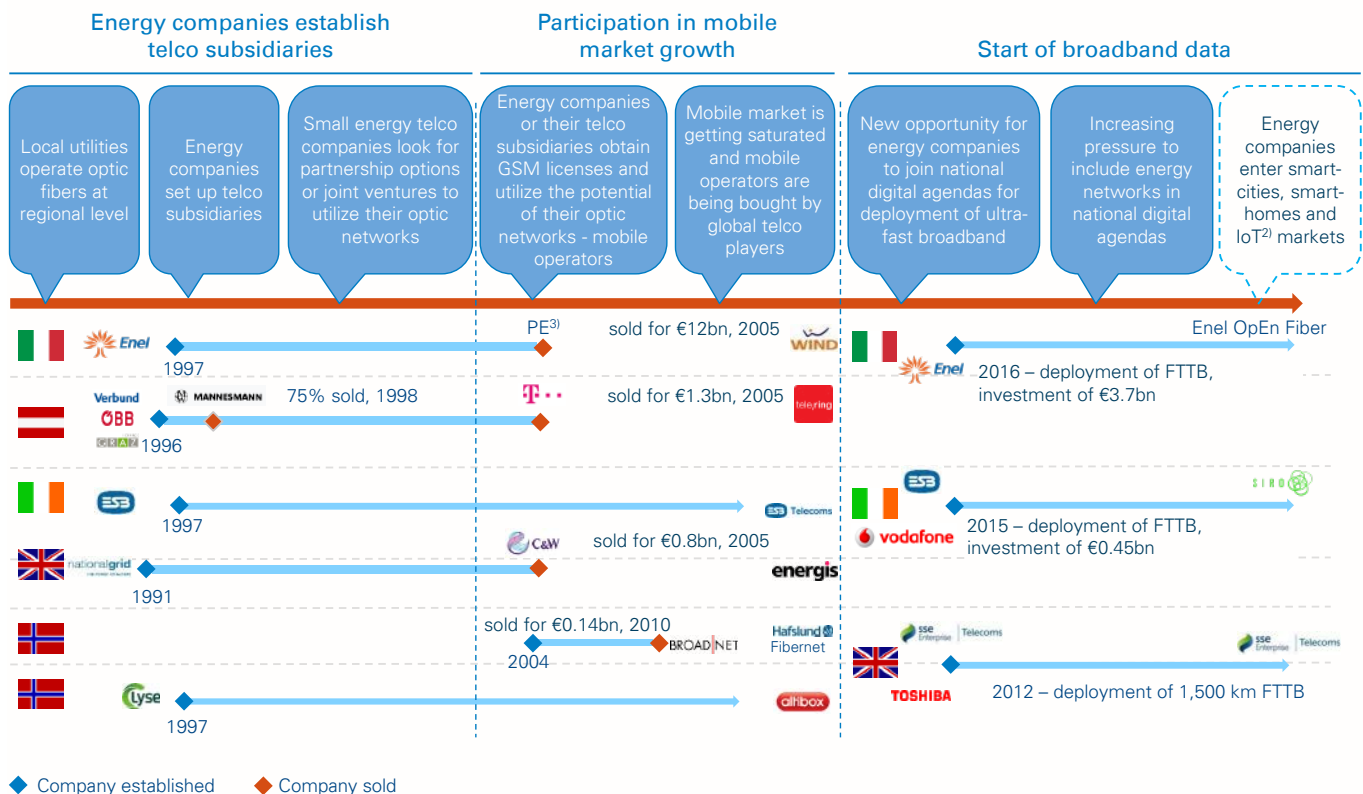 Energy companies establish
telco subsidiaries
Participation in mobile
market growth
Start of broadband data
Local utilities
operate optic
fibers at
regional level
Energy
companies
set up telco
subsidiaries
Small energy telco
companies look for
partnership options
or joint ventures to
utilize their optic
networks
Energy companies
or their telco
subsidiaries obtain
GSM licenses and
utilize the potential
of their optic
networks - mobile
operators
Mobile market is
getting saturated
and mobile
operators are
being bought by
global telco
players
New opportunity for
energy companies
to join national
digital agendas for
deployment of ultra-
fast broadband
Increasing
pressure to
include energy
networks in
national digital
agendas
Energy
companies
enter smart-
cities, smart-
homes and
IoT2) markets
Enel
1997
PE3)
sold for €12bn, 2005
WIND
Enel
Enel OpEn Fiber
2016 – deployment of FTTB,
investment of €3.7bn
Verbund
ÖBB
GRAZ
1996
MANNESMANN
75% sold, 1998
T
sold for €1.3bn, 2005
tele.ring
ESB
1997
ESB Telecoms
ESB
vodafone
SIRO
2015 – deployment of FTTB,
investment of €0.45bn
nationalgrid
1991
C&W
sold for €0.8bn, 2005
energis
sold for €0.14bn, 2010
2004
BROADNET
Hafslund
Fibernet
sse
Enterprise
Telecoms
TOSHIBA
sse
Enterprise
Telecoms
2012 – deployment of 1,500 km FTTB
Lyse
1997
altibox
Company established
Company sold